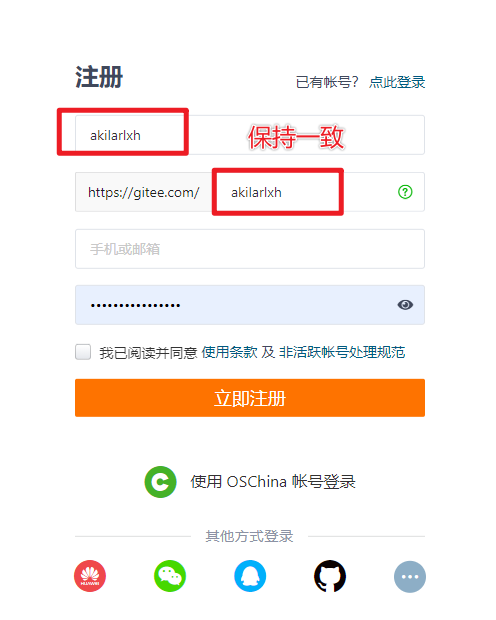 注册
已有帐号? 点此登录
akilarlxh
保持一致
https://gitee.com/ akilarlxh
手机或邮箱
••••••••••••••••
我已阅读并同意 使用条款 及 非活跃帐号处理规范
立即注册
使用 OSChina 帐号登录
其他方式登录
HUAWEI